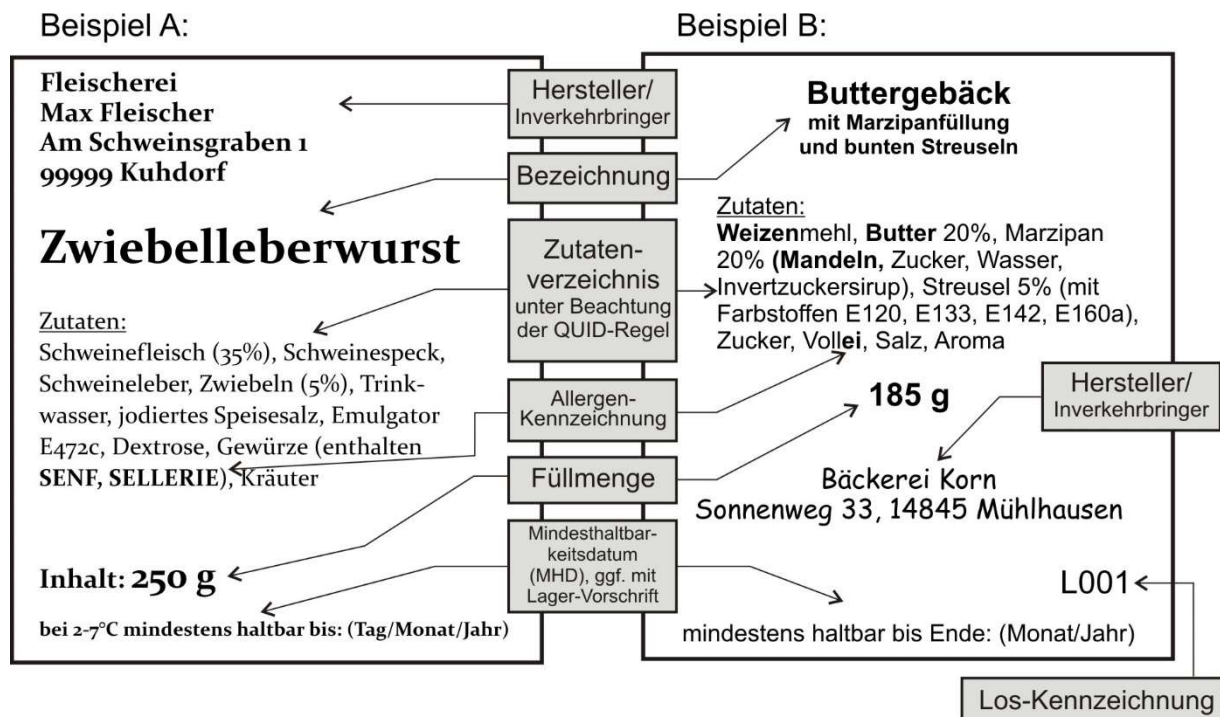 Beispiel A:
Fleischerei
Max Fleischer
Am Schweinsgraben 1
99999 Kuhdorf
Zwiebelleberwurst
Zutaten:
Schweinefleisch (35%), Schweinespeck,
Schweineleber, Zwiebeln (5%), Trink-
wasser, jodiertes Speisesalz, Emulgator
E472c, Dextrose, Gewürze (enthalten
SENF, SELLERIE), Kräuter
Inhalt: 250 g
bei 2-7°C mindestens haltbar bis: (Tag/Monat/Jahr)
Hersteller/
Inverkehrbringer
Bezeichnung
Zutaten-
verzeichnis
unter Beachtung
der QUID-Regel
Allergen-
Kennzeichnung
Füllmenge
Mindesthaltbar-
keitsdatum
(MHD), ggf. mit
Lager-Vorschrift
Beispiel B:
Buttergebäck
mit Marzipanfüllung
und bunten Streuseln
Zutaten:
Weizenmehl, Butter 20%, Marzipan
20% (Mandeln, Zucker, Wasser,
Invertzuckersirup), Streusel 5% (mit
Farbstoffen E120, E133, E142, E160a),
Zucker, Vollei, Salz, Aroma
185 g
Hersteller/
Inverkehrbringer
Bäckerei Korn
Sonnenweg 33, 14845 Mühlhausen
L001
mindestens haltbar bis Ende: (Monat/Jahr)
Los-Kennzeichnung